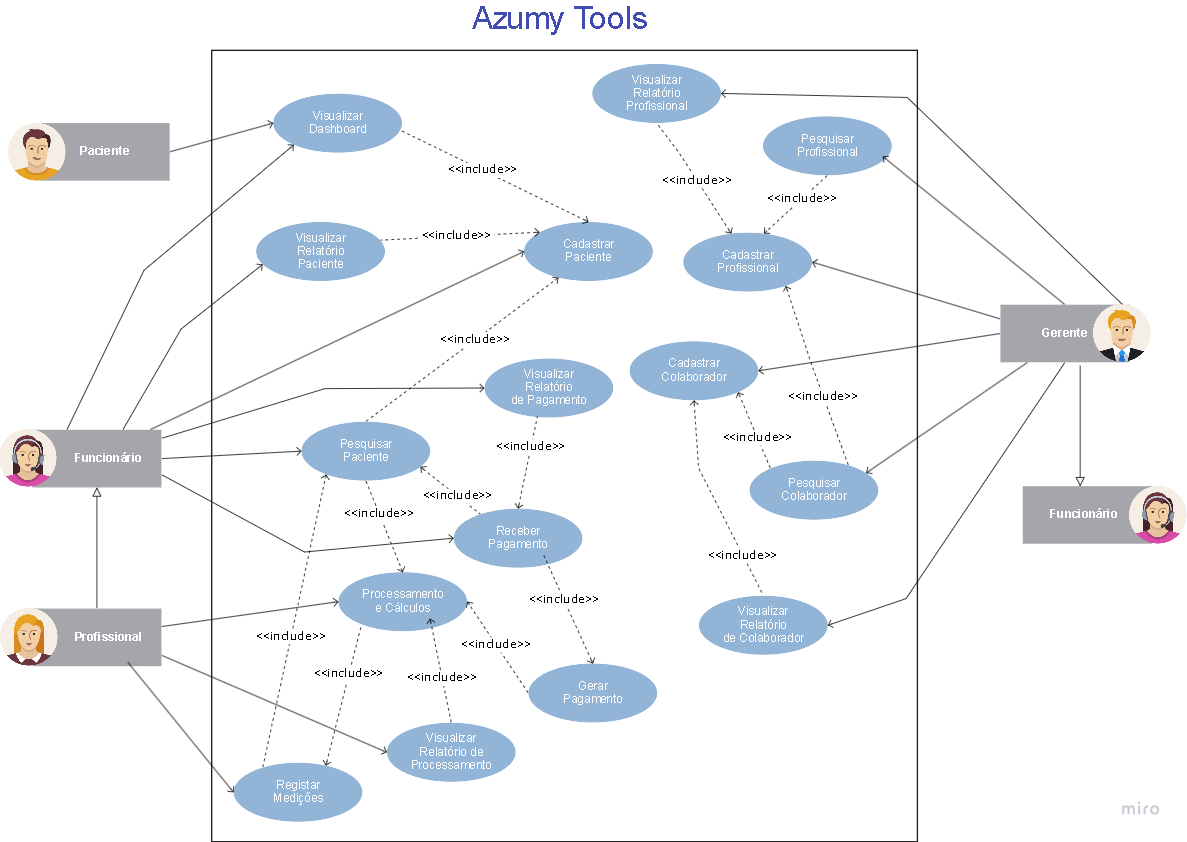 Azumy Tools
Visualizar
Relatório
Profissional
Visualizar
Dashboard
Pesquisar
Profissional
Paciente
<<include>>
<<include>>
<<include>>
Visualizar
Relatório
Paciente
<<include>>
Cadastrar
Paciente
Cadastrar
Profissional
Gerente
<<include>>
Cadastrar
Colaborador
Visualizar
Relatório
de Pagamento
<<include>>
Funcionário
Pesquisar
Paciente
<<include>>
<<include>>
Pesquisar
Colaborador
<<include>>
<<include>>
Funcionário
Receber
Pagamento
<<include>>
Processamento
e Cálculos
<<include>>
Profissional
<<include>>
<<include>>
Visualizar
Relatório
de Colaborador
<<include>>
<<include>>
Gerar
Pagamento
Visualizar
Relatório de
Processamento
Registar
Medições
miro